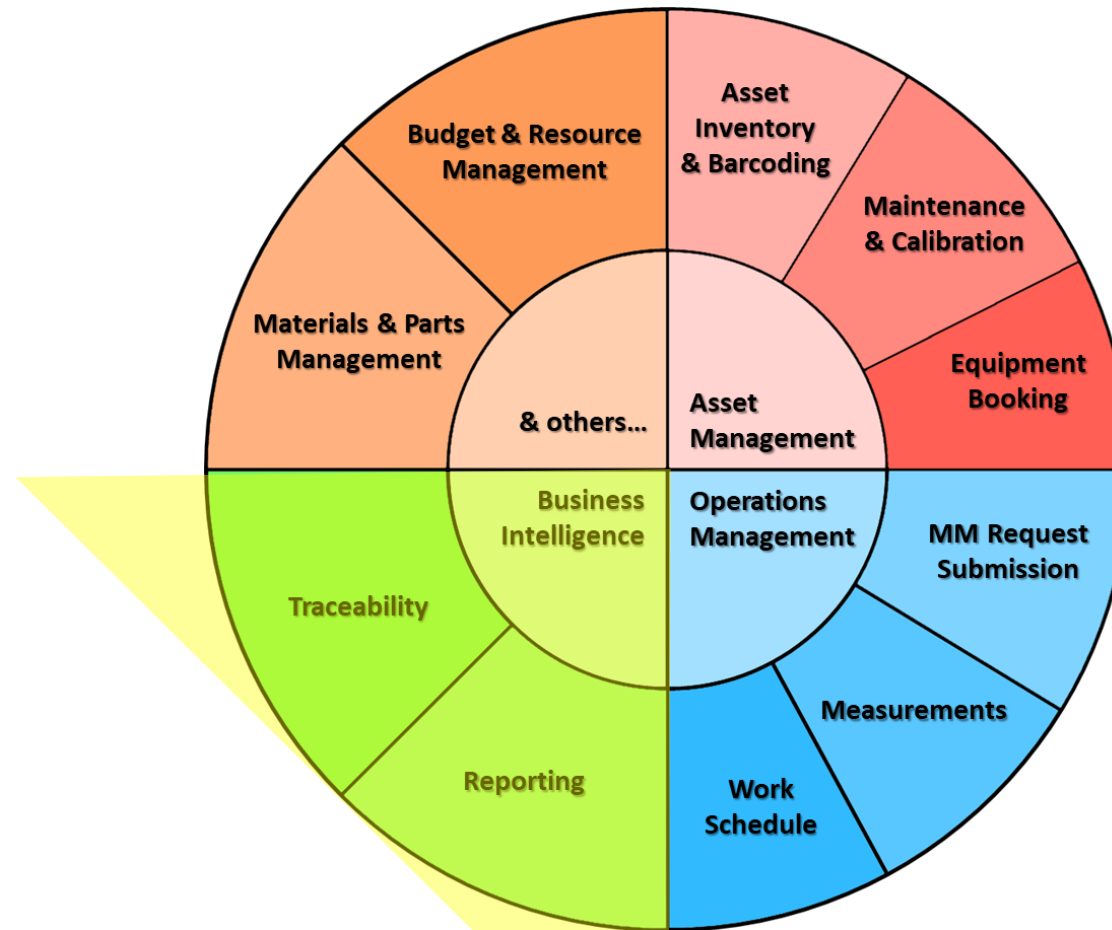 Asset
Inventory
& Barcoding
Budget & Resource
Management
Maintenance
& Calibration
Materials & Parts
Management
Equipment
Booking
& others...
Asset
Management
Business
Intelligence
Operations
Management
MM Request
Submission
Traceability
Measurements
Reporting
Work
Schedule